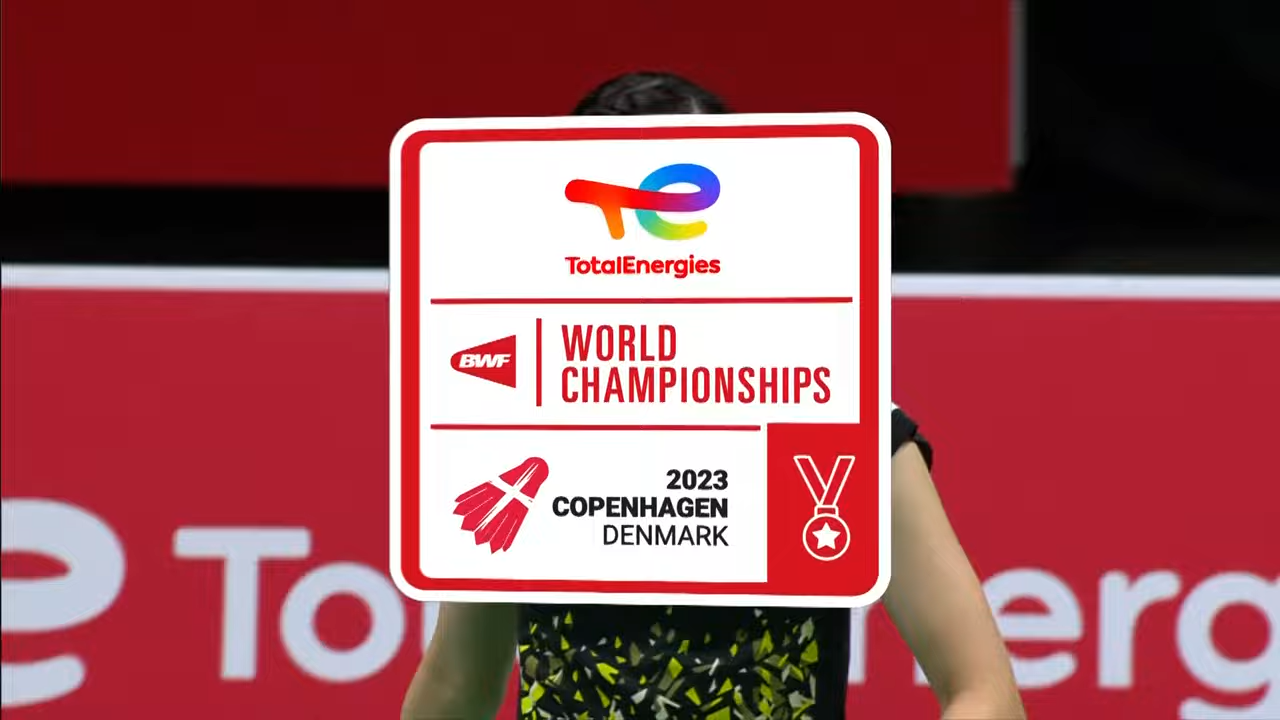 TotalEnergies
BWF
WORLD
CHAMPIONSHIPS
2023
COPENHAGEN
DENMARK